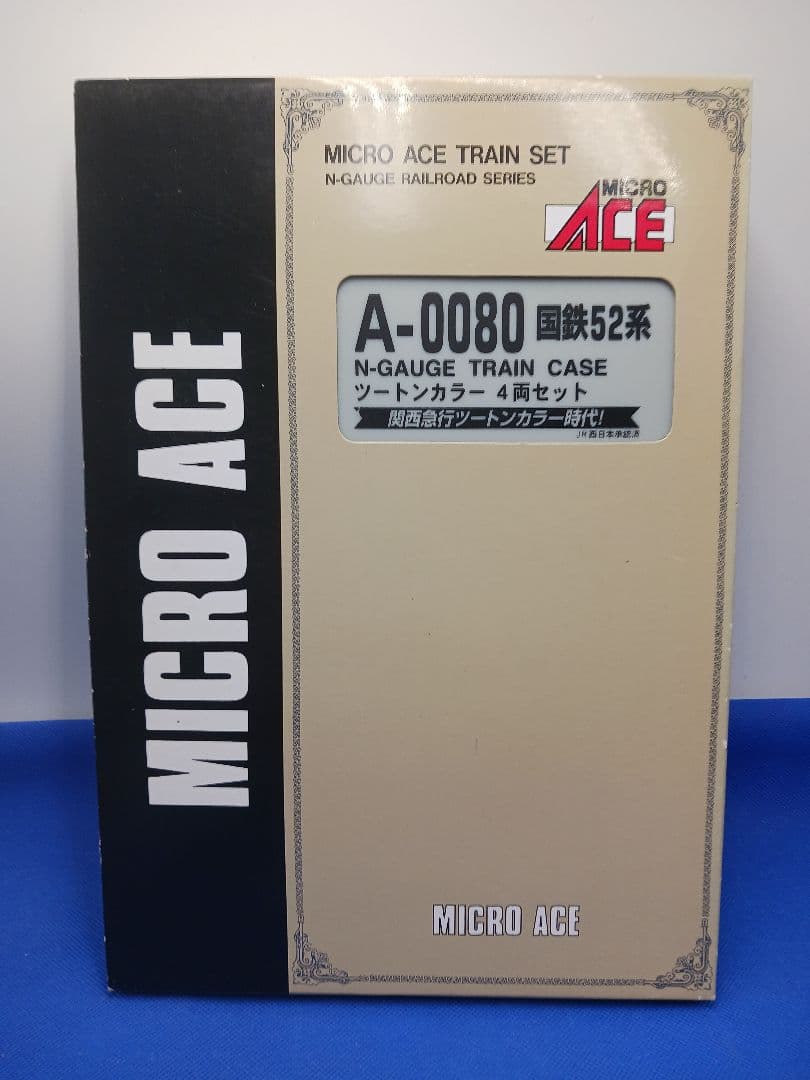 MICRO ACE
MICRO ACE TRAIN SET
N-GAUGE RAILROAD SERIES
MICRO
ACE
A-0080 国鉄52系
N-GAUGE TRAIN CASE
ツートンカラー 4両セット
関西急行ツートンカラー時代!
JR西日本承認済
MICRO ACE